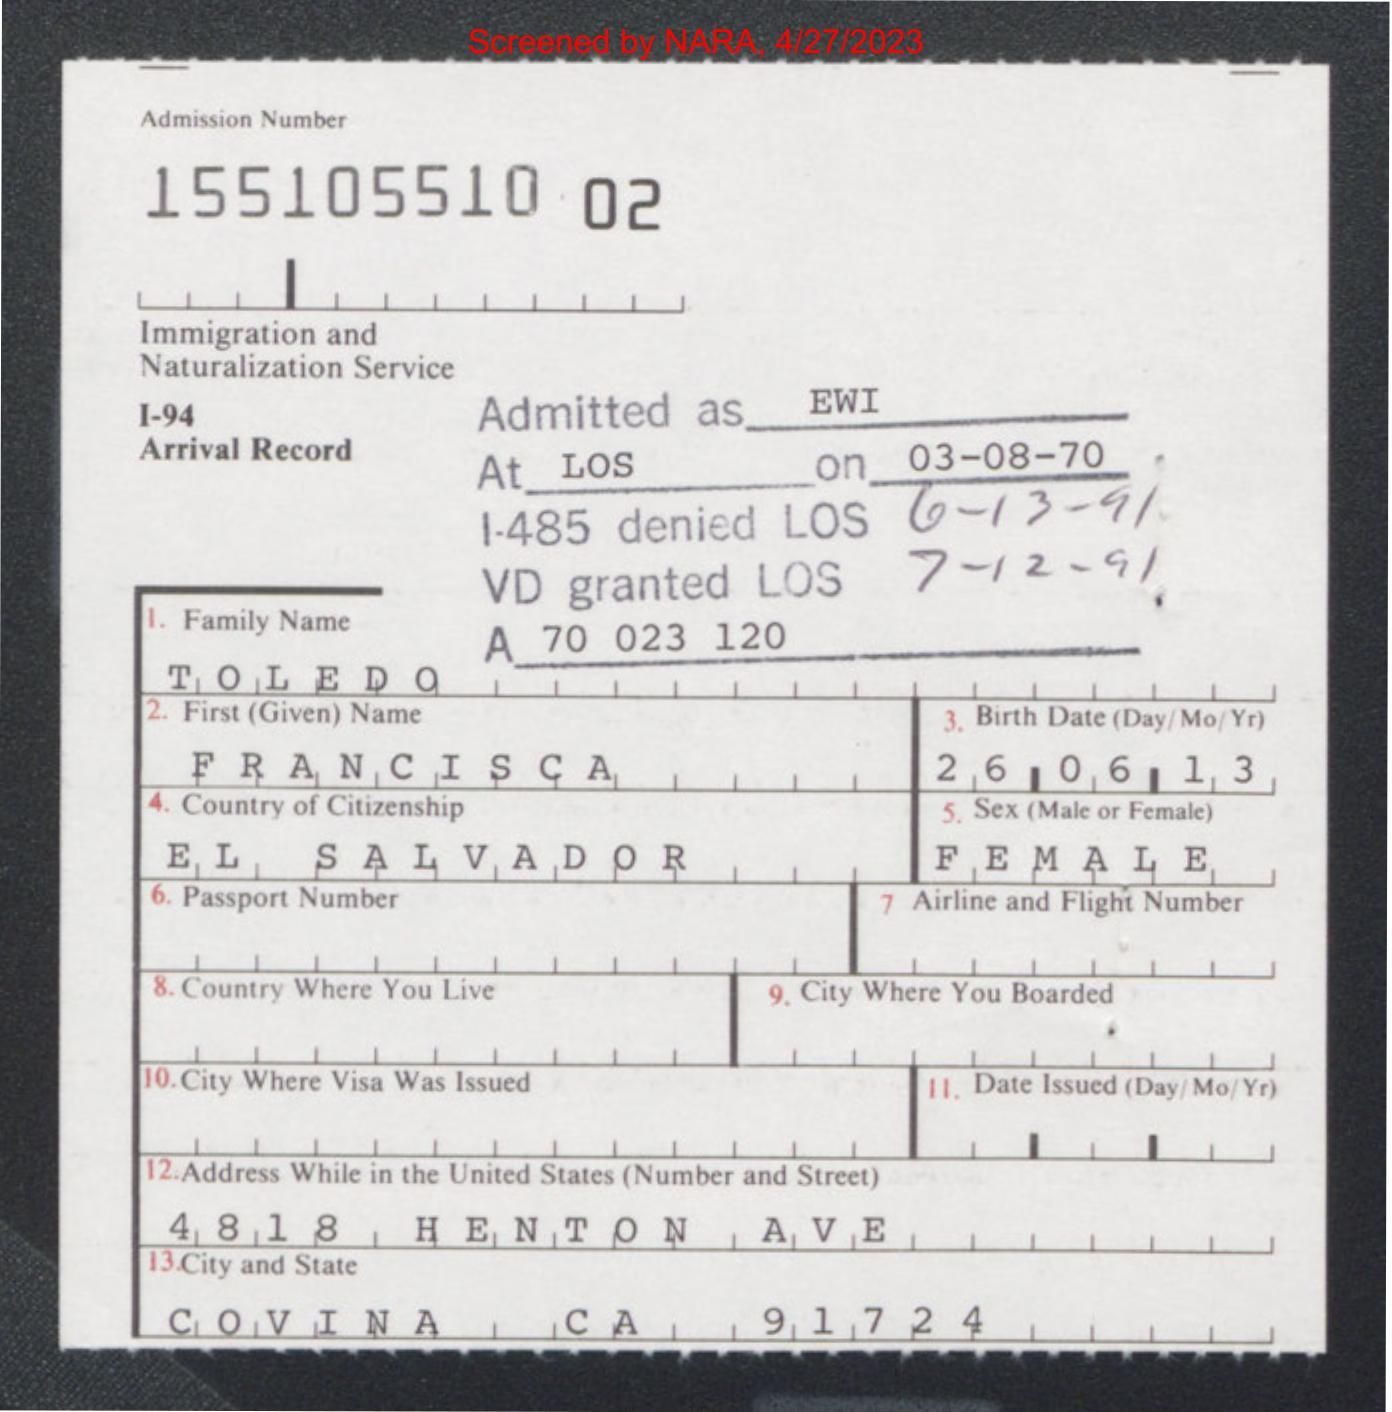 Screened by NARA, 4/27/2023
Admission Number
155105510 02
Immigration and
Naturalization Service
I-94
Arrival Record
Admitted as EWI
At LOS on 03-08-70
I-485 denied LOS 6-13-91
VD granted LOS 7-12-91
A 70 023 120
1. Family Name
TOLEDO
2. First (Given) Name
3. Birth Date (Day/Mo/Yr)
FRANCISCA
26 06 13
4. Country of Citizenship
5. Sex (Male or Female)
EL SALVADOR
FEMALE
6. Passport Number
7 Airline and Flight Number
8. Country Where You Live
9. City Where You Boarded
10. City Where Visa Was Issued
11. Date Issued (Day/Mo/Yr)
12. Address While in the United States (Number and Street)
4818 HENTON AVE
13. City and State
COVINA CA 91724